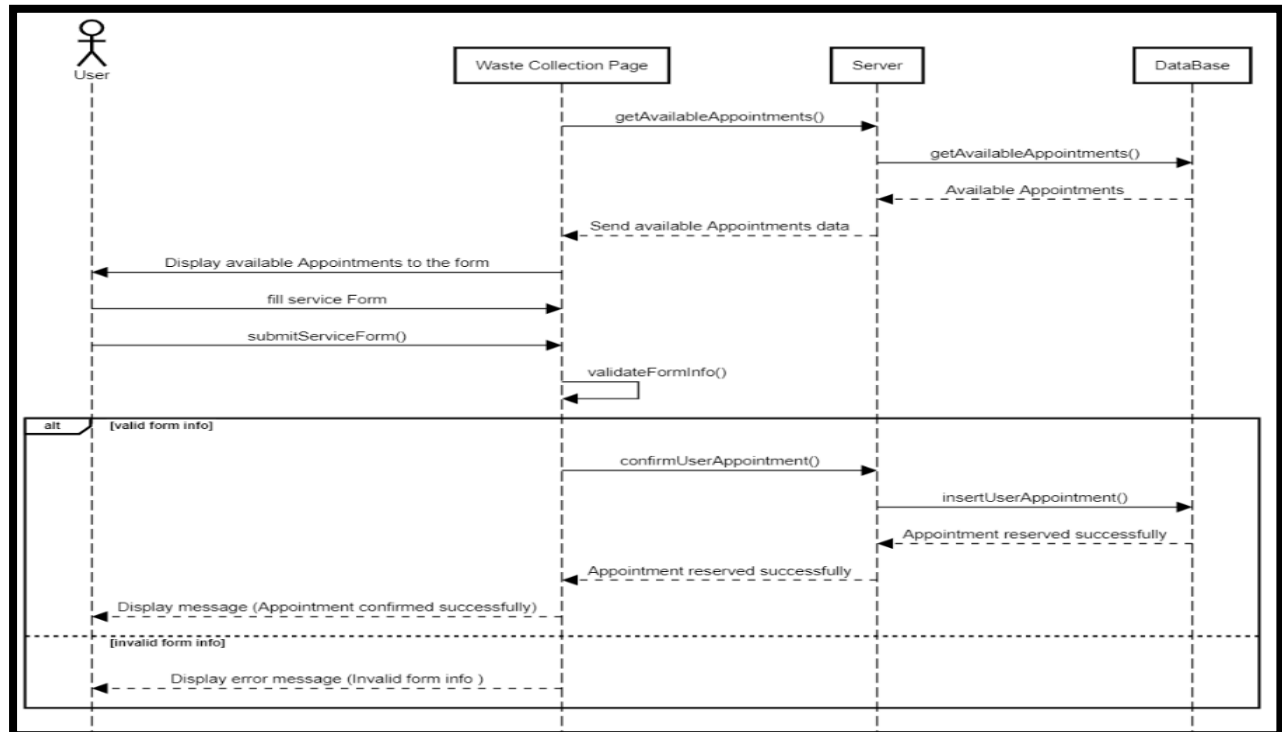 User
Waste Collection Page
Server
DataBase
getAvailableAppointments()
getAvailableAppointments()
Available Appointments
Send available Appointments data
Display available Appointments to the form
fill service Form
submitServiceForm()
validateFormInfo()
alt
[valid form info]
confirmUserAppointment()
insertUserAppointment()
Appointment reserved successfully
Appointment reserved successfully
Display message (Appointment confirmed successfully)
[invalid form info]
Display error message (Invalid form info )